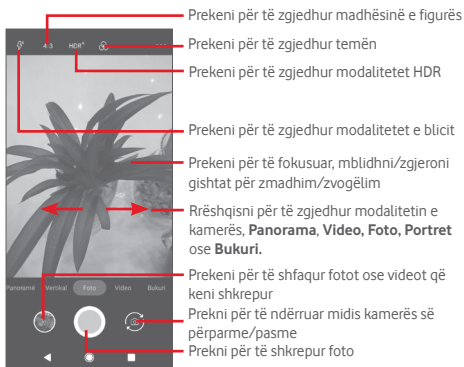 Prekeni për të zgjedhur madhësinë e figurës
Prekeni për të zgjedhur temën
Prekeni për të zgjedhur modalitetet HDR
4:3
HDR^A
Prekeni për të zgjedhur modalitetet e blicit
Prekeni për të fokusuar, mblidhni/zgjeroni
gishtat për zmadhim/zvogëlim
Rrëshqisni për të zgjedhur modalitetin e
kamerës, Panorama, Video, Foto, Portret
ose Bukuri.
Panoramë Vertikal Foto Video Bukuri
Prekeni për të shfaqur fotot ose videot që
keni shkrepur
Prekni për të ndërruar midis kamerës së
përparme/pasme
Prekni për të shkrepur foto